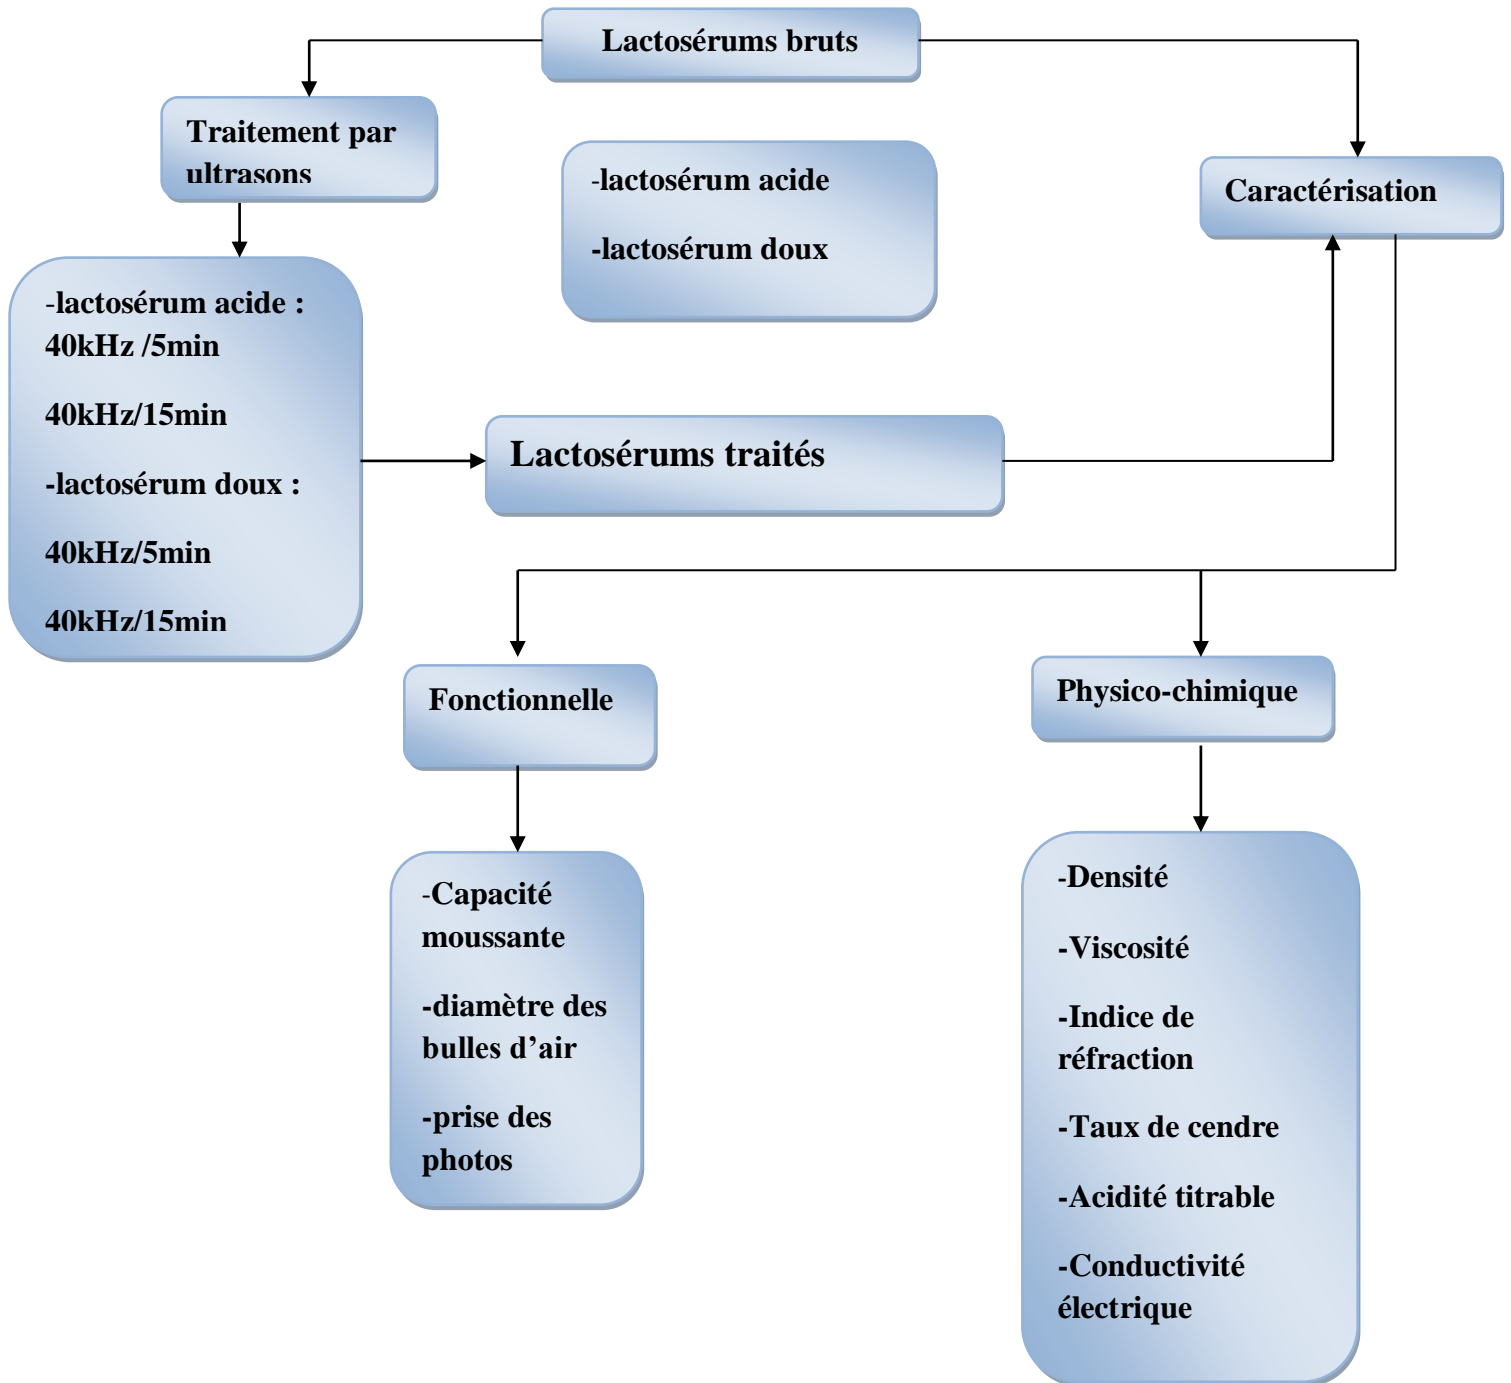 Lactosérums bruts
Traitement par
ultrasons
-lactosérum acide
-lactosérum doux
Caractérisation
-lactosérum acide :
40kHz /5min
40kHz/15min
-lactosérum doux :
40kHz/5min
40kHz/15min
Lactosérums traités
Fonctionnelle
Physico-chimique
-Capacité
moussante
-diamètre des
bulles d’air
-prise des
photos
-Densité
-Viscosité
-Indice de
réfraction
-Taux de cendre
-Acidité titrable
-Conductivité
électrique